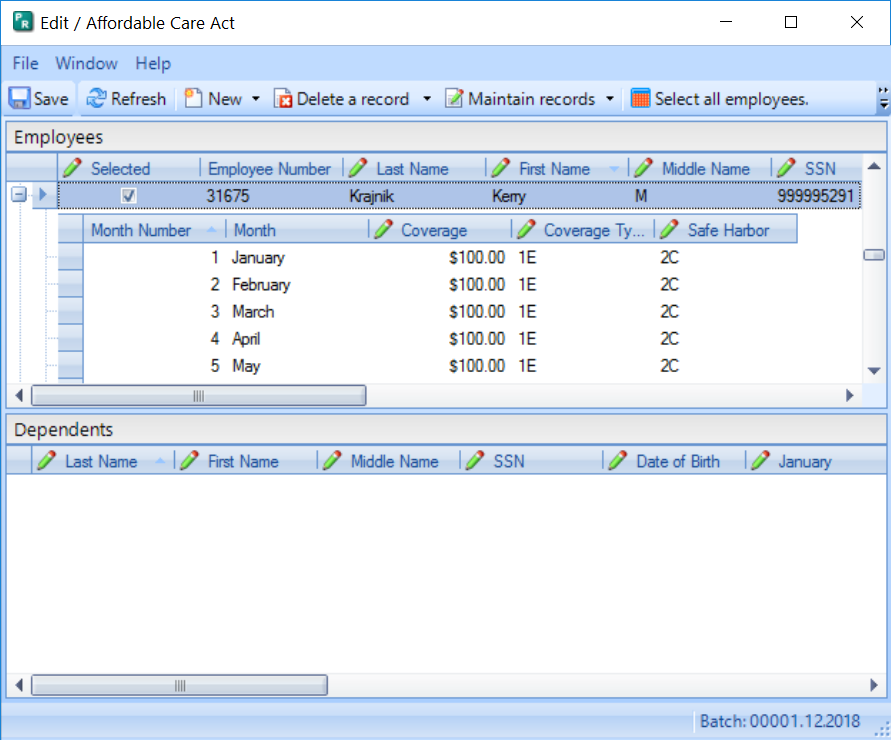 PR Edit / Affordable Care Act
File Window Help
Save Refresh New Delete a record Maintain records Select all employees.
Employees
Selected Employee Number Last Name First Name Middle Name SSN
31675 Krajnik Kerry M 999995291
Month Number Month Coverage Coverage Ty... Safe Harbor
1 January $100.00 1E 2C
2 February $100.00 1E 2C
3 March $100.00 1E 2C
4 April $100.00 1E 2C
5 May $100.00 1E 2C
Dependents
Last Name First Name Middle Name SSN Date of Birth January
Batch: 00001.12.2018